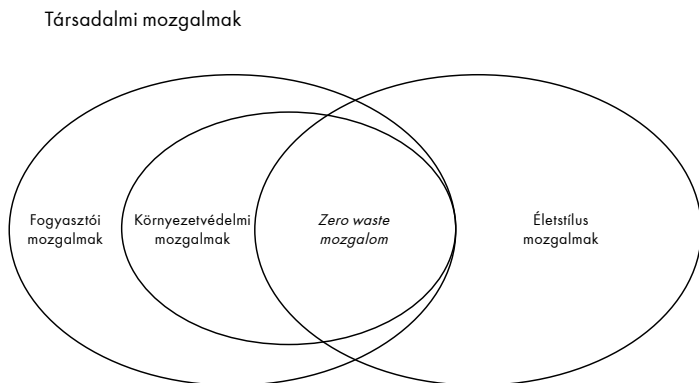 Társadalmi mozgalmak
Fogyasztói
mozgalmak
Környezetvédelmi
mozgalmak
Zero waste
mozgalom
Életstílus
mozgalmak